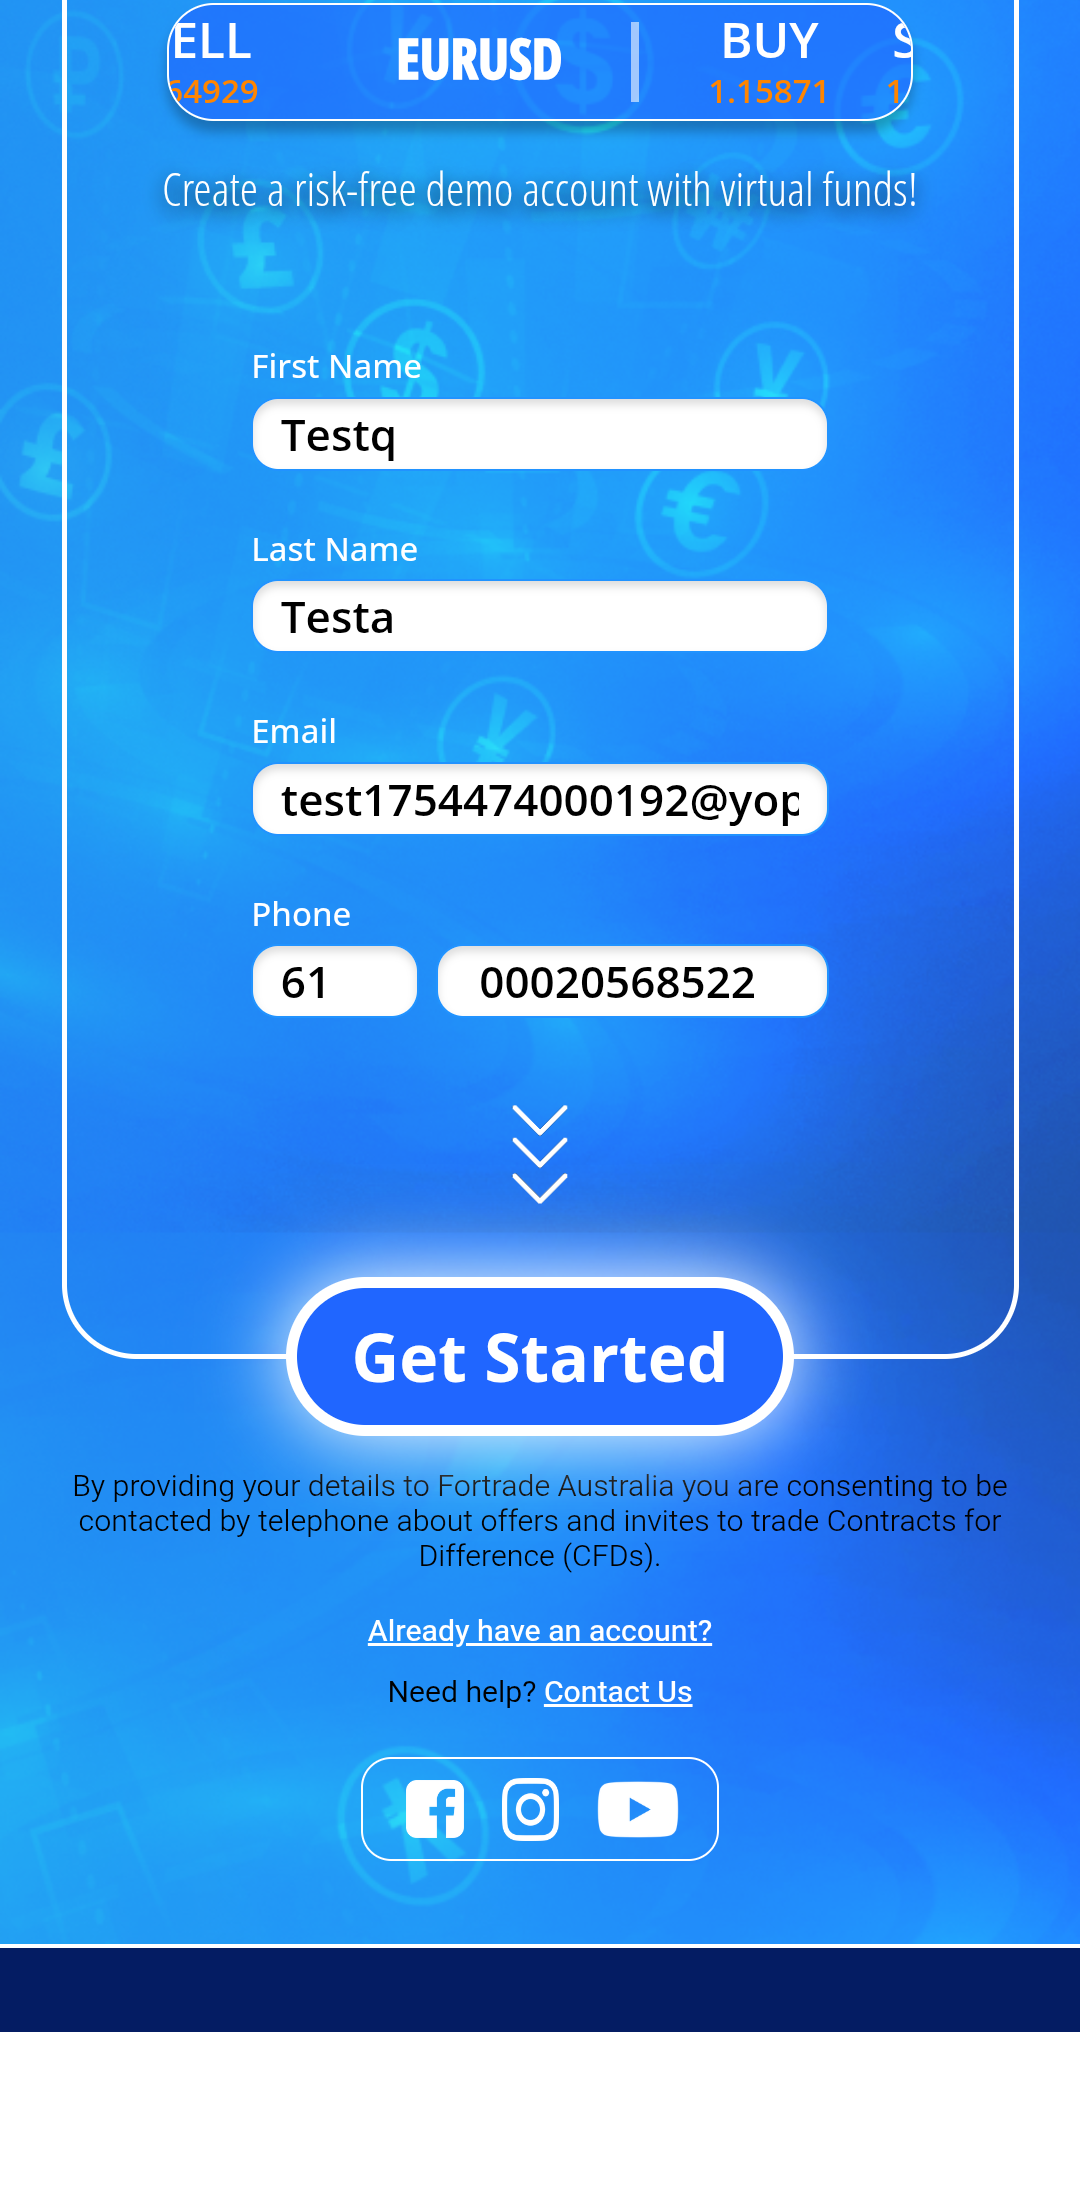 ELL
64929
EURUSD
BUY
1.15871
Create a risk-free demo account with virtual funds!
First Name
Testq
Last Name
Testa
Email
test1754474000192@yop
Phone
61
00020568522
Get Started
By providing your details to Fortrade Australia you are consenting to be
contacted by telephone about offers and invites to trade Contracts for
Difference (CFDs).
Already have an account?
Need help? Contact Us